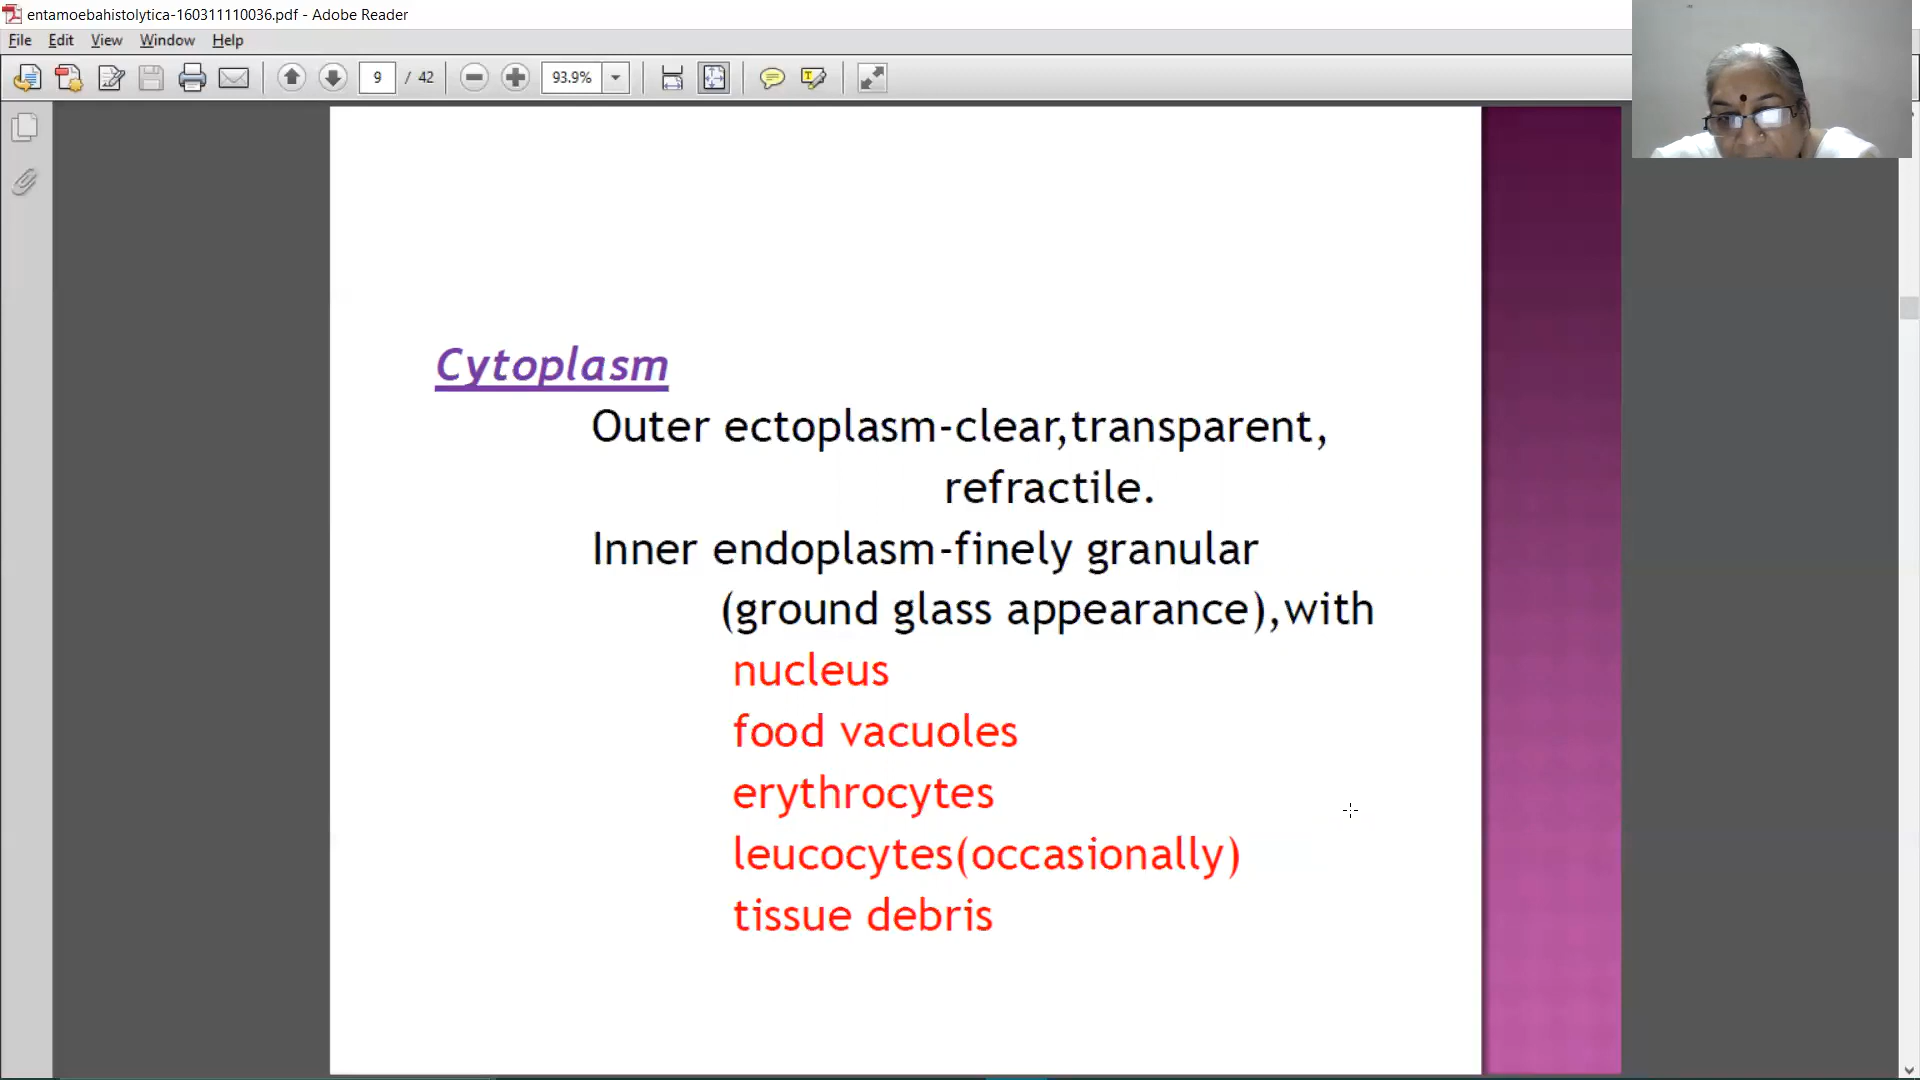 entamoebahistolytica-160311110036.pdf - Adobe Reader
File Edit View Window Help
9 / 42 93.9%
Cytoplasm
Outer ectoplasm-clear,transparent,
refractile.
Inner endoplasm-finely granular
(ground glass appearance),with
nucleus
food vacuoles
erythrocytes
leucocytes(occasionally)
tissue debris